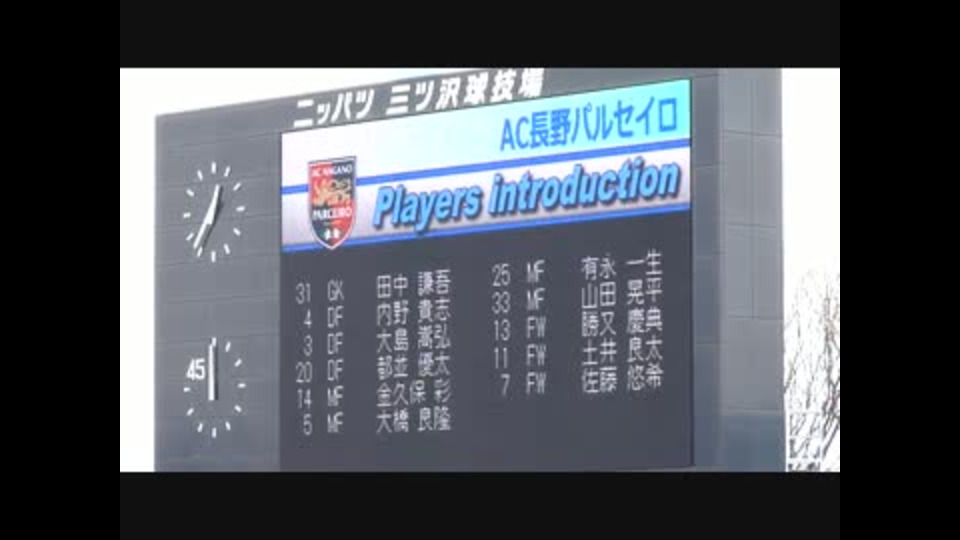 ニッパツ 三ツ沢球技場
AC長野パルセイロ
AC NAGANO
PARCEIRO
Players introduction
31 GK 田中 謙吾
4 DF 内野 貴志
3 DF 大島 嵩弘
20 DF 都並 優太
14 MF 金久保 彩
5 MF 大橋 良隆
25 MF 有永 一生
33 MF 山田 晃平
13 FW 勝又 慶典
11 FW 土井 良太
7 FW 佐藤 悠希
45